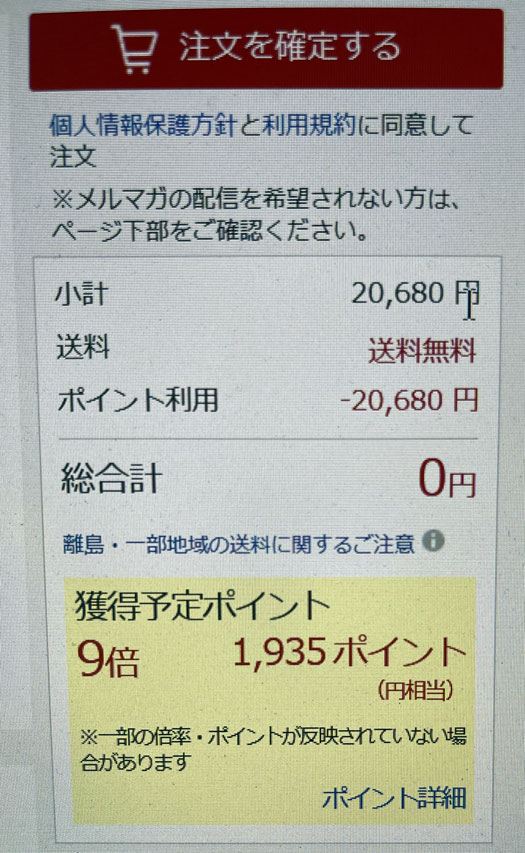 注文を確定する
個人情報保護方針と利用規約に同意して
注文
※メルマガの配信を希望されない方は、
ページ下部をご確認ください。
小計 20,680 円
送料 送料無料
ポイント利用 -20,680 円
総合計 0円
離島・一部地域の送料に関するご注意
獲得予定ポイント
9倍 1,935ポイント
(円相当)
※一部の倍率・ポイントが反映されていない場
合があります
ポイント詳細